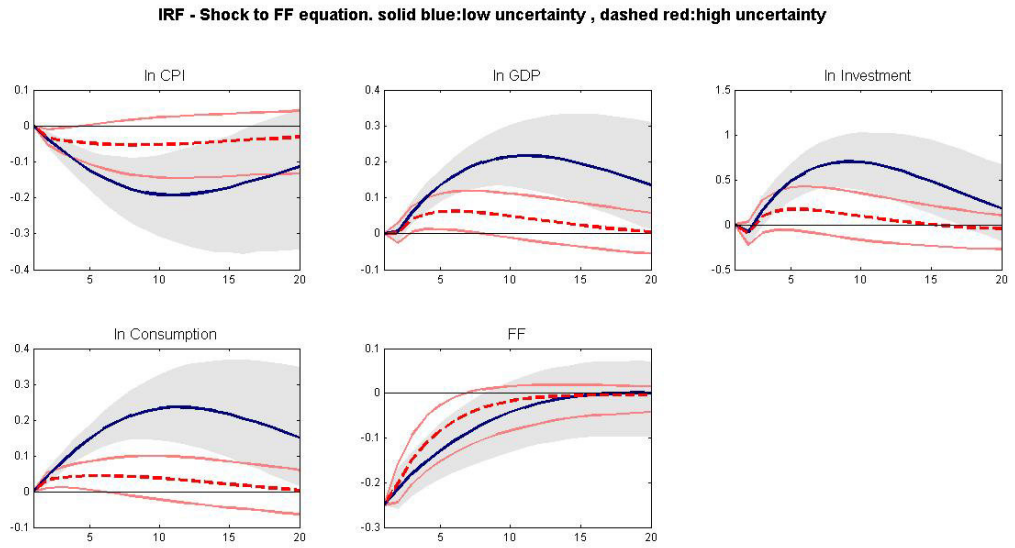 IRF - Shock to FF equation. solid blue:low uncertainty , dashed red:high uncertainty
ln CPI
0.1
0
-0.1
-0.2
-0.3
-0.4
5 10 15 20
ln GDP
0.4
0.3
0.2
0.1
0
-0.1
5 10 15 20
ln Investment
1.5
1
0.5
0
-0.5
5 10 15 20
ln Consumption
0.4
0.3
0.2
0.1
0
-0.1
5 10 15 20
FF
0.1
0
-0.1
-0.2
-0.3
5 10 15 20